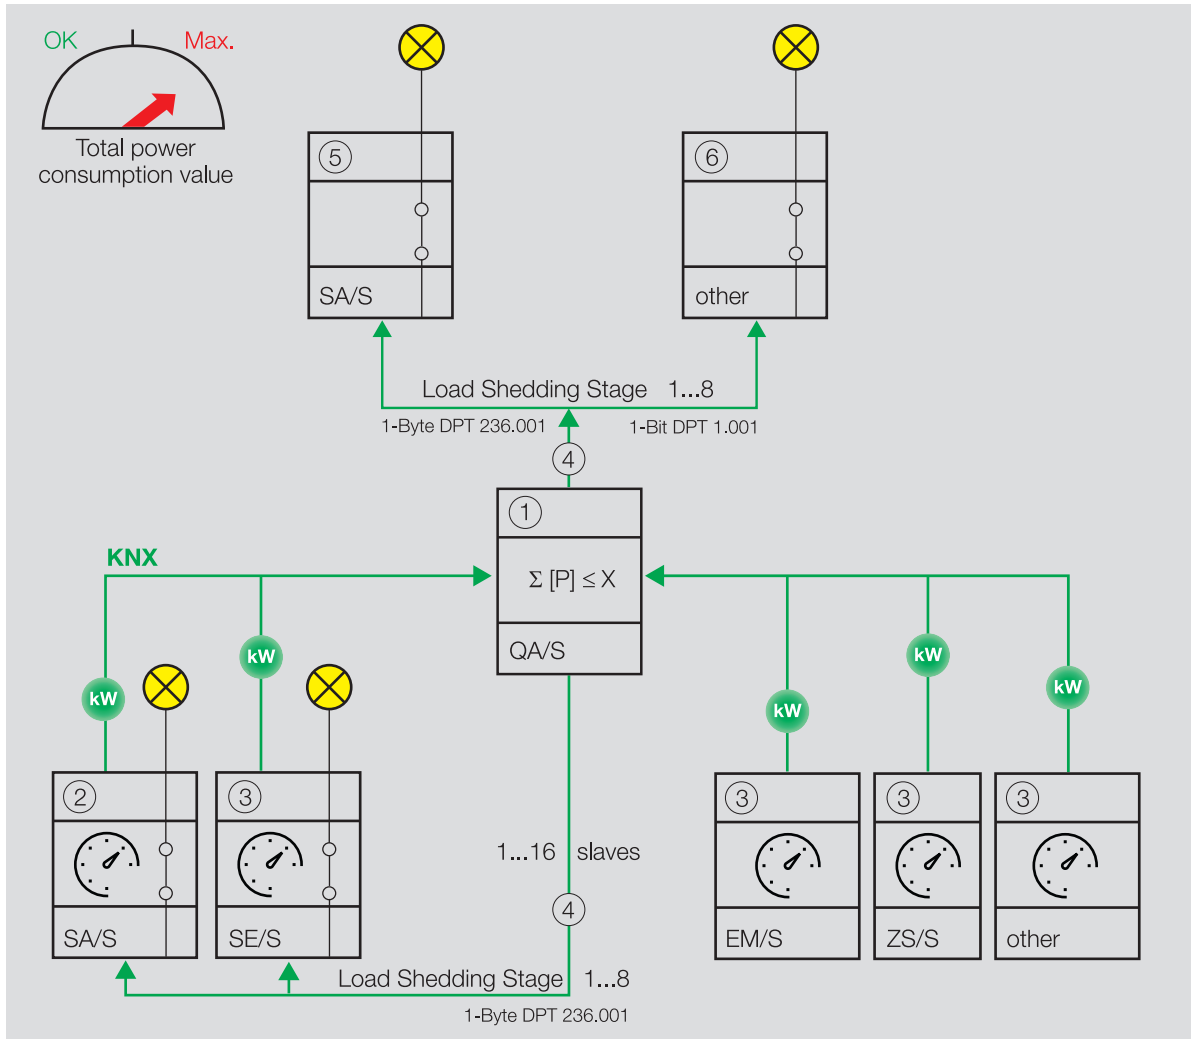 OK Max.
Total power
consumption value
5
6
SA/S
other
Load Shedding Stage 1...8
1-Byte DPT 236.001
1-Bit DPT 1.001
4
1
KNX
Σ [P] ≤ X
QA/S
kW
kW
kW
kW
kW
2
3
3
3
3
1...16 slaves
4
SA/S
SE/S
EM/S
ZS/S
other
Load Shedding Stage 1...8
1-Byte DPT 236.001